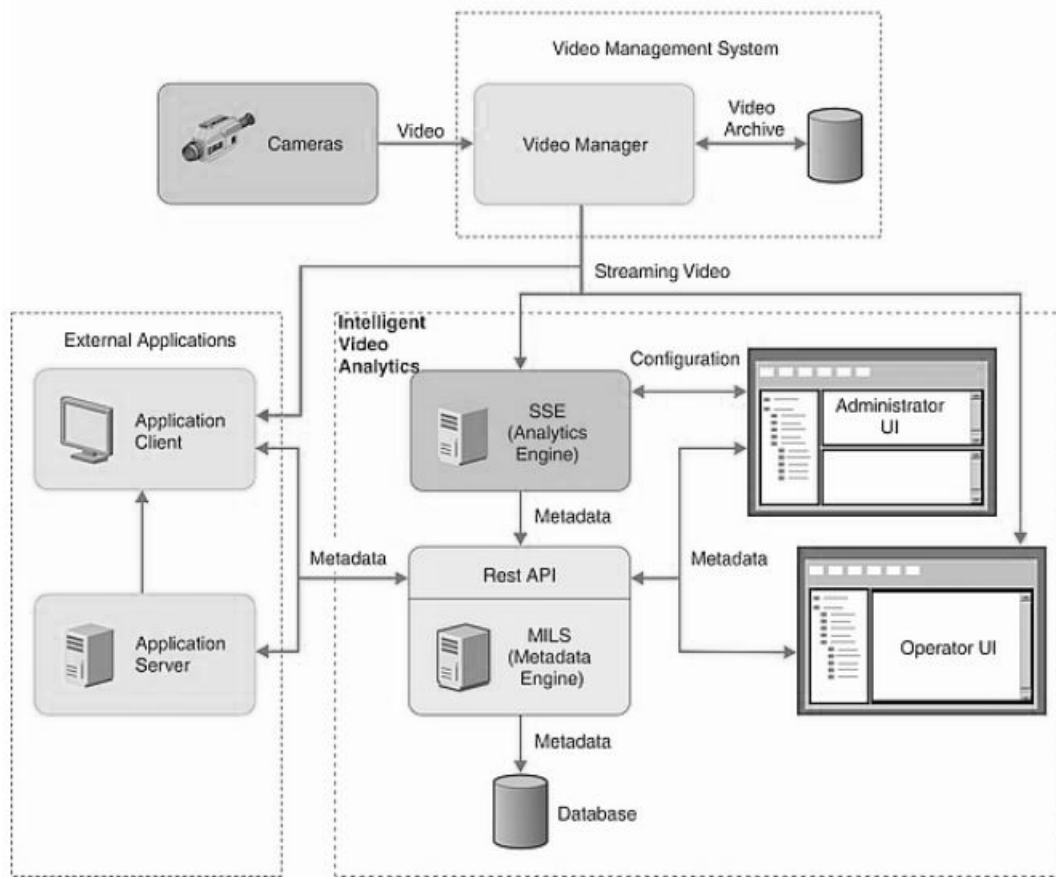 Video Management System
Cameras
Video
Video Manager
Video
Archive
Streaming Video
External Applications
Intelligent
Video
Analytics
Application
Client
SSE
(Analytics
Engine)
Configuration
Administrator
UI
Metadata
Metadata
Rest API
Metadata
Application
Server
MILS
(Metadata
Engine)
Operator UI
Metadata
Database